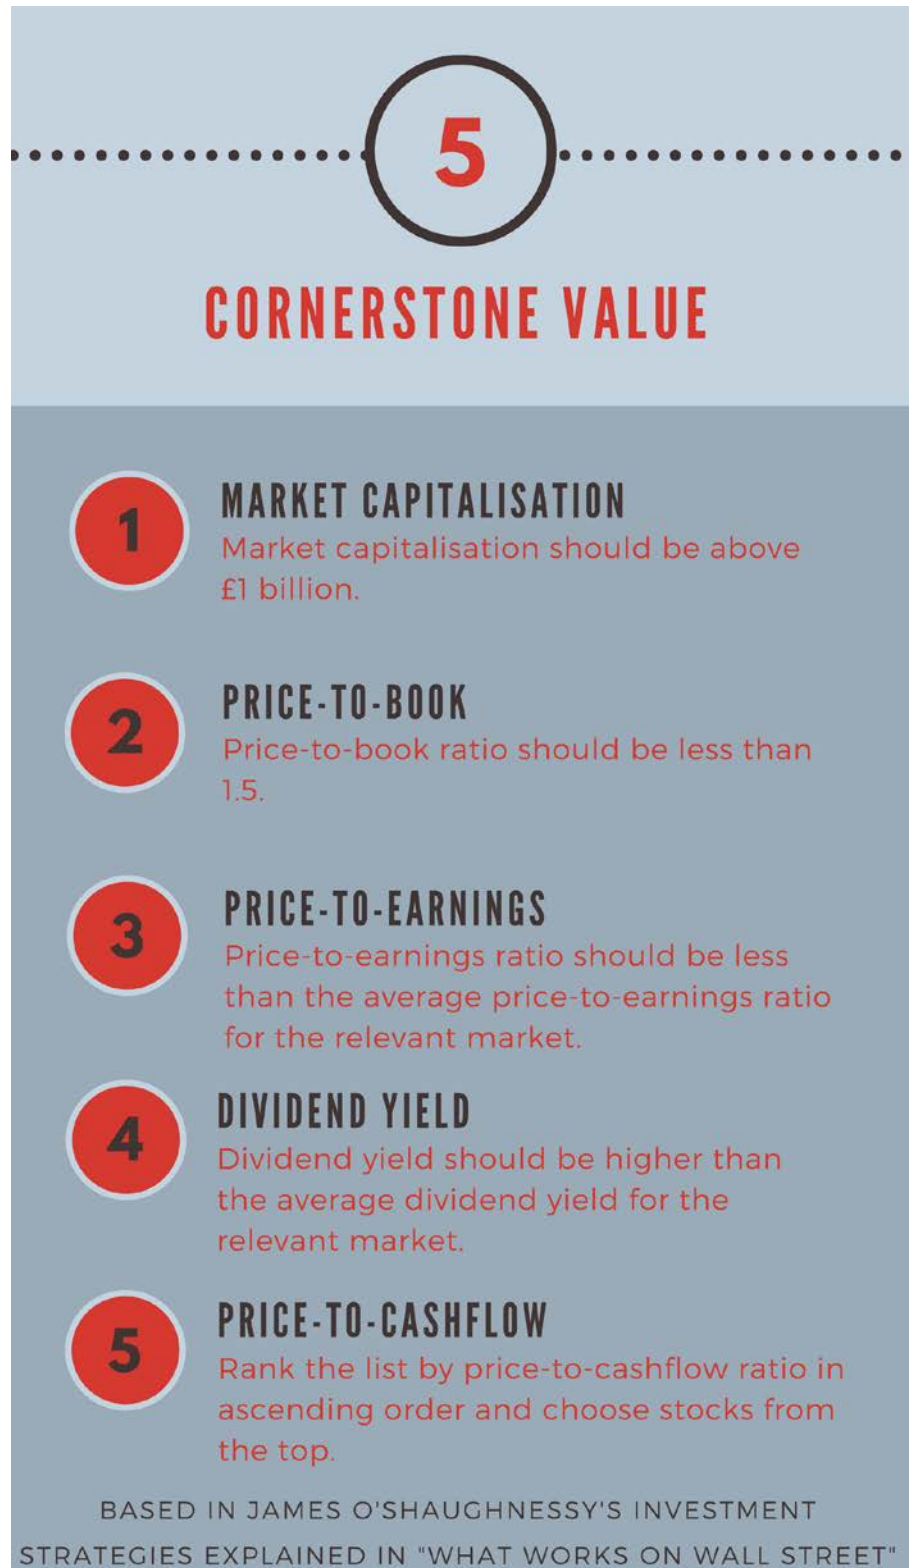 5
CORNERSTONE VALUE
1
MARKET CAPITALISATION
Market capitalisation should be above
£1 billion.
2
PRICE-TO-BOOK
Price-to-book ratio should be less than
1.5.
3
PRICE-TO-EARNINGS
Price-to-earnings ratio should be less
than the average price-to-earnings ratio
for the relevant market.
4
DIVIDEND YIELD
Dividend yield should be higher than
the average dividend yield for the
relevant market.
5
PRICE-TO-CASHFLOW
Rank the list by price-to-cashflow ratio in
ascending order and choose stocks from
the top.
BASED IN JAMES O'SHAUGHNESSY'S INVESTMENT
STRATEGIES EXPLAINED IN "WHAT WORKS ON WALL STREET"